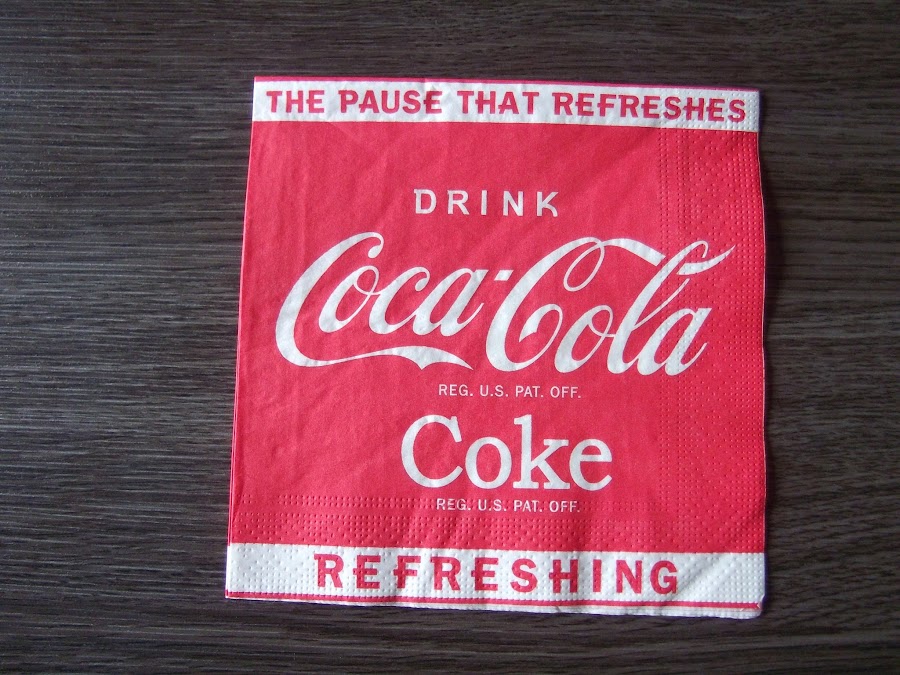 THE PAUSE THAT REFRESHES
DRINK
Coca-Cola
REG. U.S. PAT. OFF.
Coke
REG. U.S. PAT. OFF.
REFRESHING